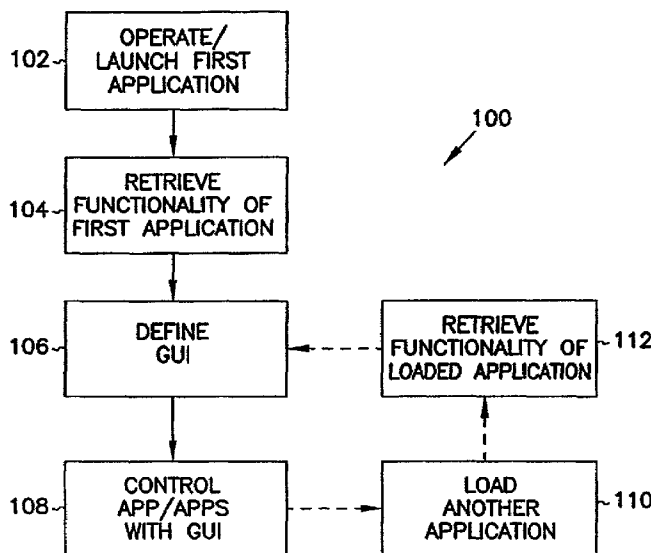 102
OPERATE/
LAUNCH FIRST
APPLICATION
100
104
RETRIEVE
FUNCTIONALITY OF
FIRST APPLICATION
106
DEFINE
GUI
RETRIEVE
FUNCTIONALITY OF
LOADED APPLICATION
112
108
CONTROL
APP/APPS
WITH GUI
LOAD
ANOTHER
APPLICATION
110